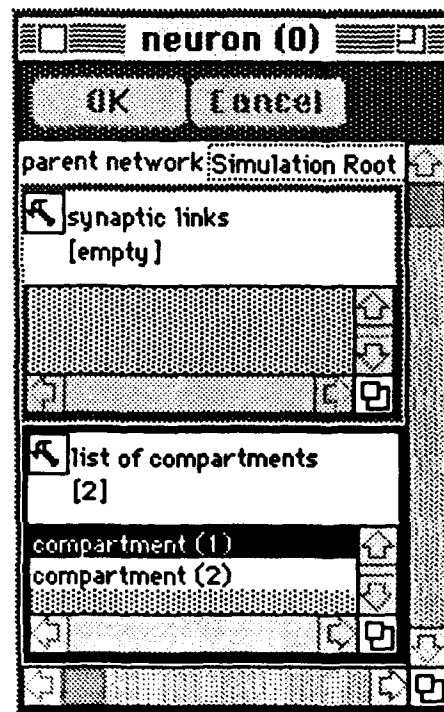 neuron (0)
OK Cancel
parent network Simulation Root
synaptic links
[empty]
list of compartments
[2]
compartment (1)
compartment (2)